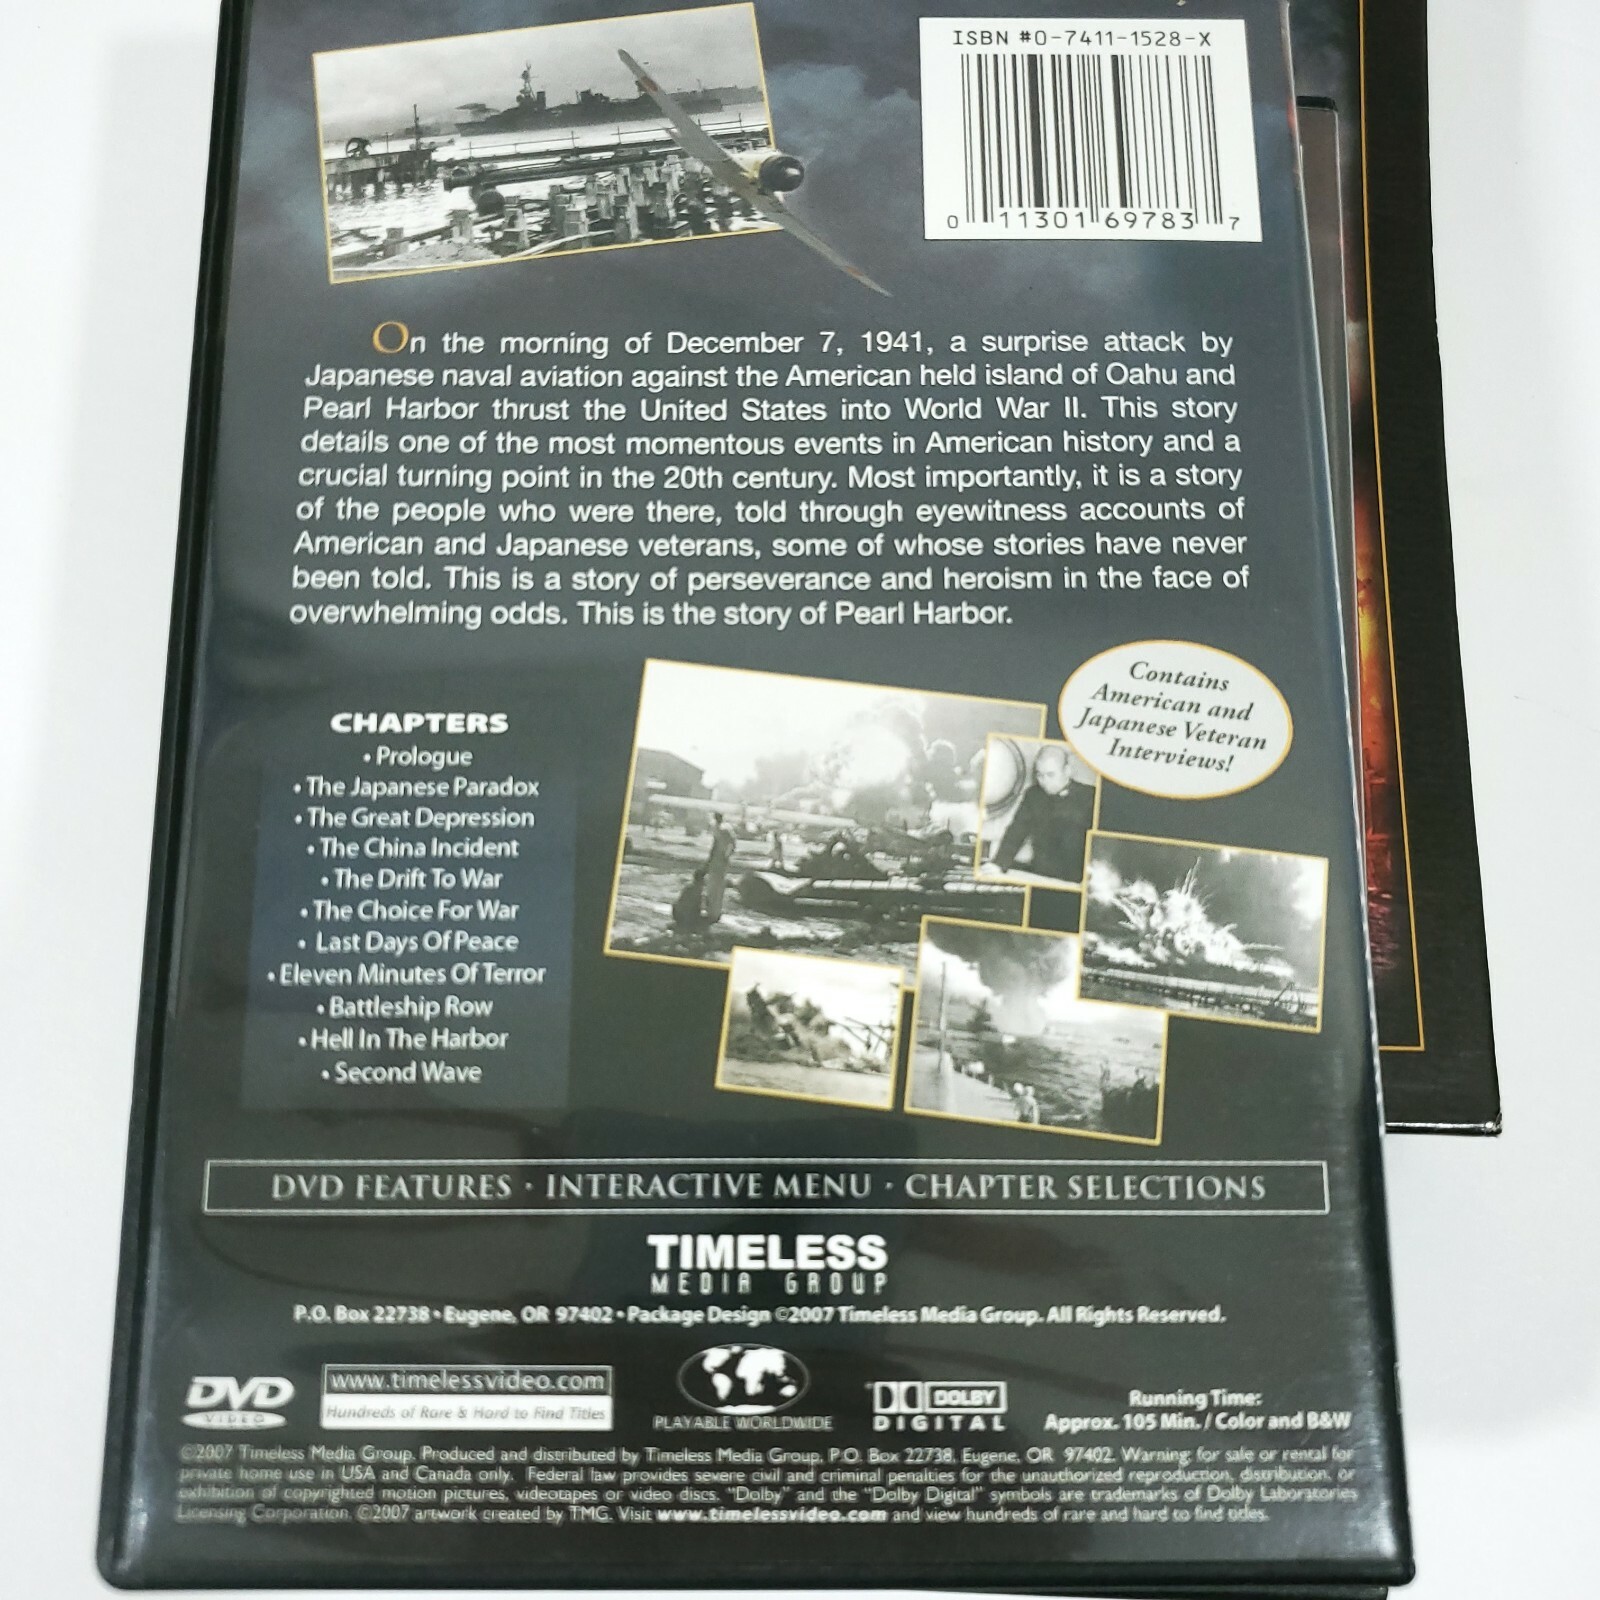 ISBN #0-7411-1528-X
0 11301 69783 7
On the morning of December 7, 1941, a surprise attack by
Japanese naval aviation against the American held island of Oahu and
Pearl Harbor thrust the United States into World War II. This story
details one of the most momentous events in American history and a
crucial turning point in the 20th century. Most importantly, it is a story
of the people who were there, told through eyewitness accounts of
American and Japanese veterans, some of whose stories have never
been told. This is a story of perseverance and heroism in the face of
overwhelming odds. This is the story of Pearl Harbor.
Contains
American and
Japanese Veteran
Interviews!
CHAPTERS
• Prologue
• The Japanese Paradox
• The Great Depression
• The China Incident
• The Drift To War
• The Choice For War
• Last Days Of Peace
• Eleven Minutes Of Terror
• Battleship Row
• Hell In The Harbor
• Second Wave
DVD FEATURES · INTERACTIVE MENU · CHAPTER SELECTIONS
TIMELESS
MEDIA GROUP
P.O. Box 22738 • Eugene, OR 97402 • Package Design ©2007 Timeless Media Group. All Rights Reserved.
DVD
VIDEO
www.timelessvideo.com
Hundreds of Rare & Hard to Find Titles
PLAYABLE WORLDWIDE
DOLBY
DIGITAL
Running Time:
Approx. 105 Min. / Color and B&W
©2007 Timeless Media Group. Produced and distributed by Timeless Media Group, P.O. Box 22738, Eugene, OR 97402. Warning: for sale or rental for
private home use in USA and Canada only. Federal law provides severe civil and criminal penalties for the unauthorized reproduction, distribution, or
exhibition of copyrighted motion pictures, videotapes or video discs. "Dolby" and the "Dolby Digital" symbols are trademarks of Dolby Laboratories
Licensing Corporation. ©2007 artwork created by TMG. Visit www.timelessvideo.com and view hundreds of rare and hard to find titles.